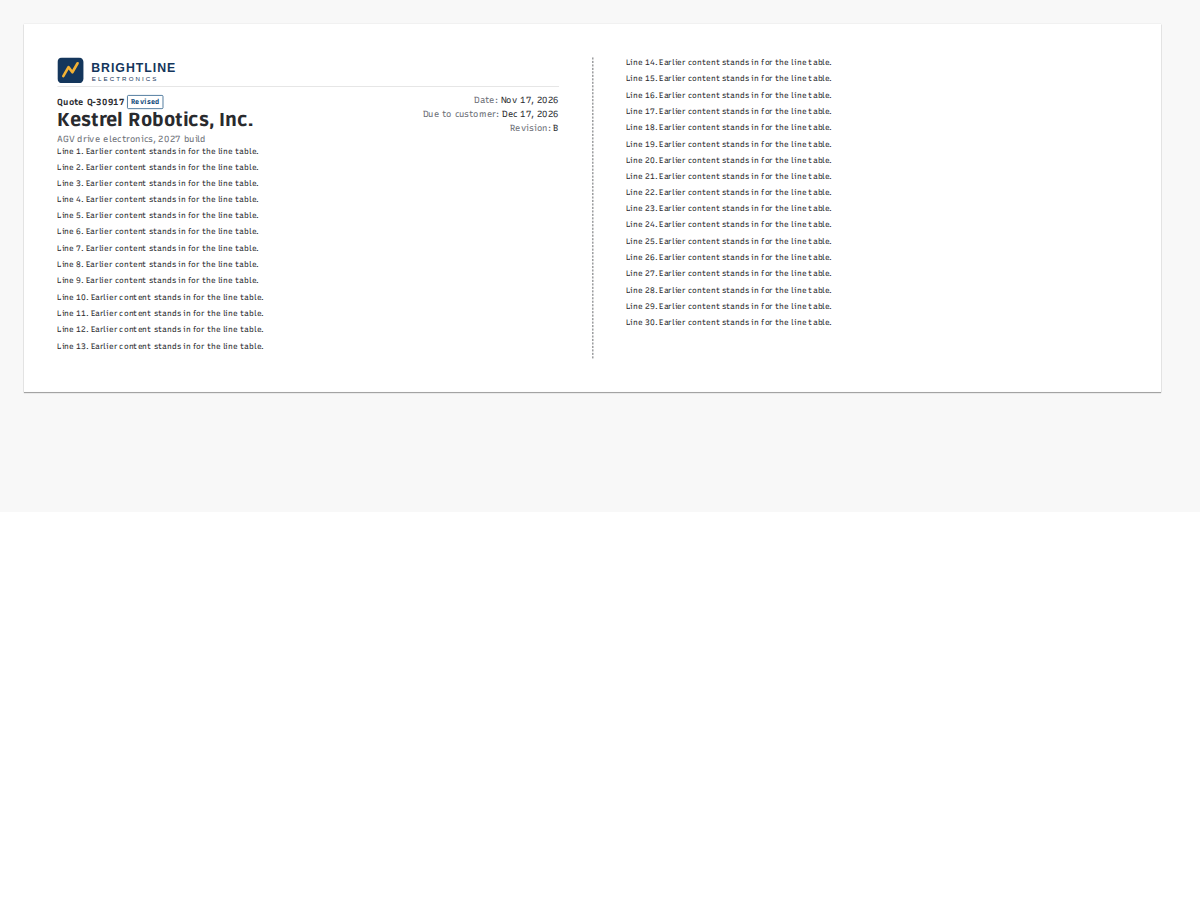 BRIGHTLINE
ELECTRONICS
Quote Q-30917 Revised
Kestrel Robotics, Inc.
AGV drive electronics, 2027 build
Date: Nov 17, 2026
Due to customer: Dec 17, 2026
Revision: B
Line 1. Earlier content stands in for the line table.
Line 2. Earlier content stands in for the line table.
Line 3. Earlier content stands in for the line table.
Line 4. Earlier content stands in for the line table.
Line 5. Earlier content stands in for the line table.
Line 6. Earlier content stands in for the line table.
Line 7. Earlier content stands in for the line table.
Line 8. Earlier content stands in for the line table.
Line 9. Earlier content stands in for the line table.
Line 10. Earlier content stands in for the line table.
Line 11. Earlier content stands in for the line table.
Line 12. Earlier content stands in for the line table.
Line 13. Earlier content stands in for the line table.
Line 14. Earlier content stands in for the line table.
Line 15. Earlier content stands in for the line table.
Line 16. Earlier content stands in for the line table.
Line 17. Earlier content stands in for the line table.
Line 18. Earlier content stands in for the line table.
Line 19. Earlier content stands in for the line table.
Line 20. Earlier content stands in for the line table.
Line 21. Earlier content stands in for the line table.
Line 22. Earlier content stands in for the line table.
Line 23. Earlier content stands in for the line table.
Line 24. Earlier content stands in for the line table.
Line 25. Earlier content stands in for the line table.
Line 26. Earlier content stands in for the line table.
Line 27. Earlier content stands in for the line table.
Line 28. Earlier content stands in for the line table.
Line 29. Earlier content stands in for the line table.
Line 30. Earlier content stands in for the line table.